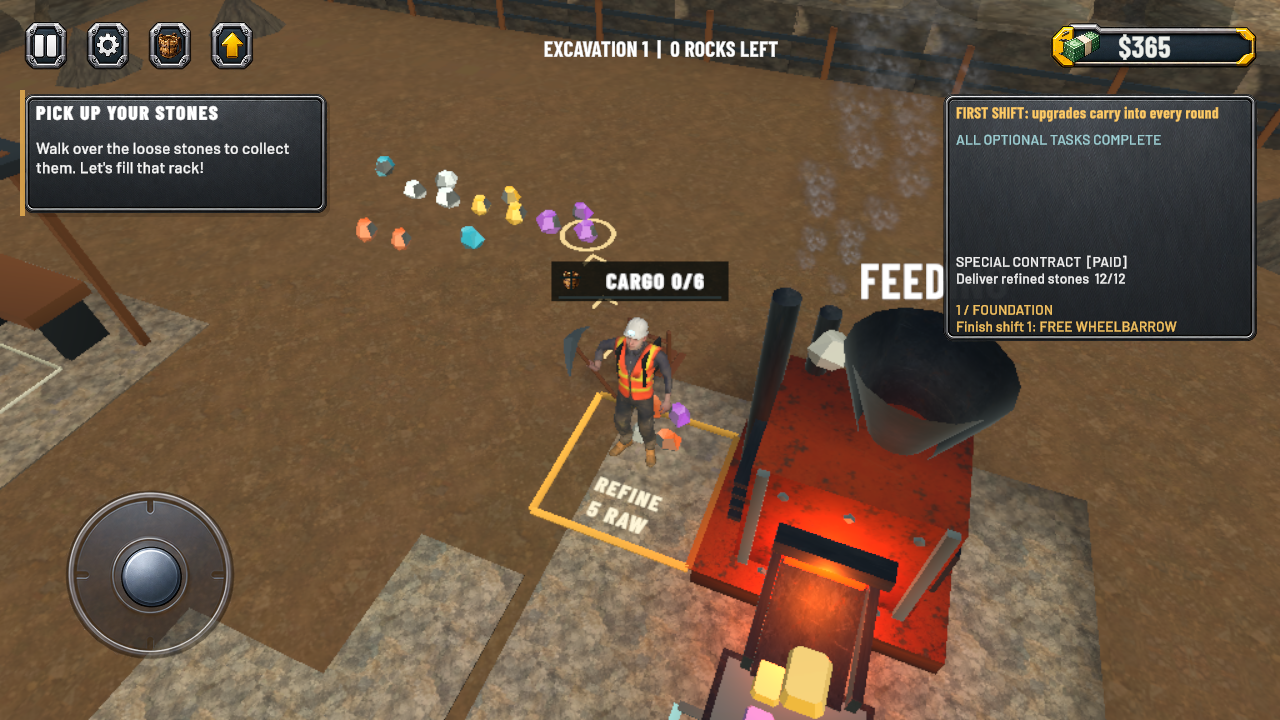 EXCAVATION 1 | 0 ROCKS LEFT
$365
PICK UP YOUR STONES
Walk over the loose stones to collect
them. Let's fill that rack!
FIRST SHIFT: upgrades carry into every round
ALL OPTIONAL TASKS COMPLETE
SPECIAL CONTRACT [PAID]
Deliver refined stones 12/12
1 / FOUNDATION
Finish shift 1: FREE WHEELBARROW
CARGO 0/6
FEED
REFINE
5 RAW